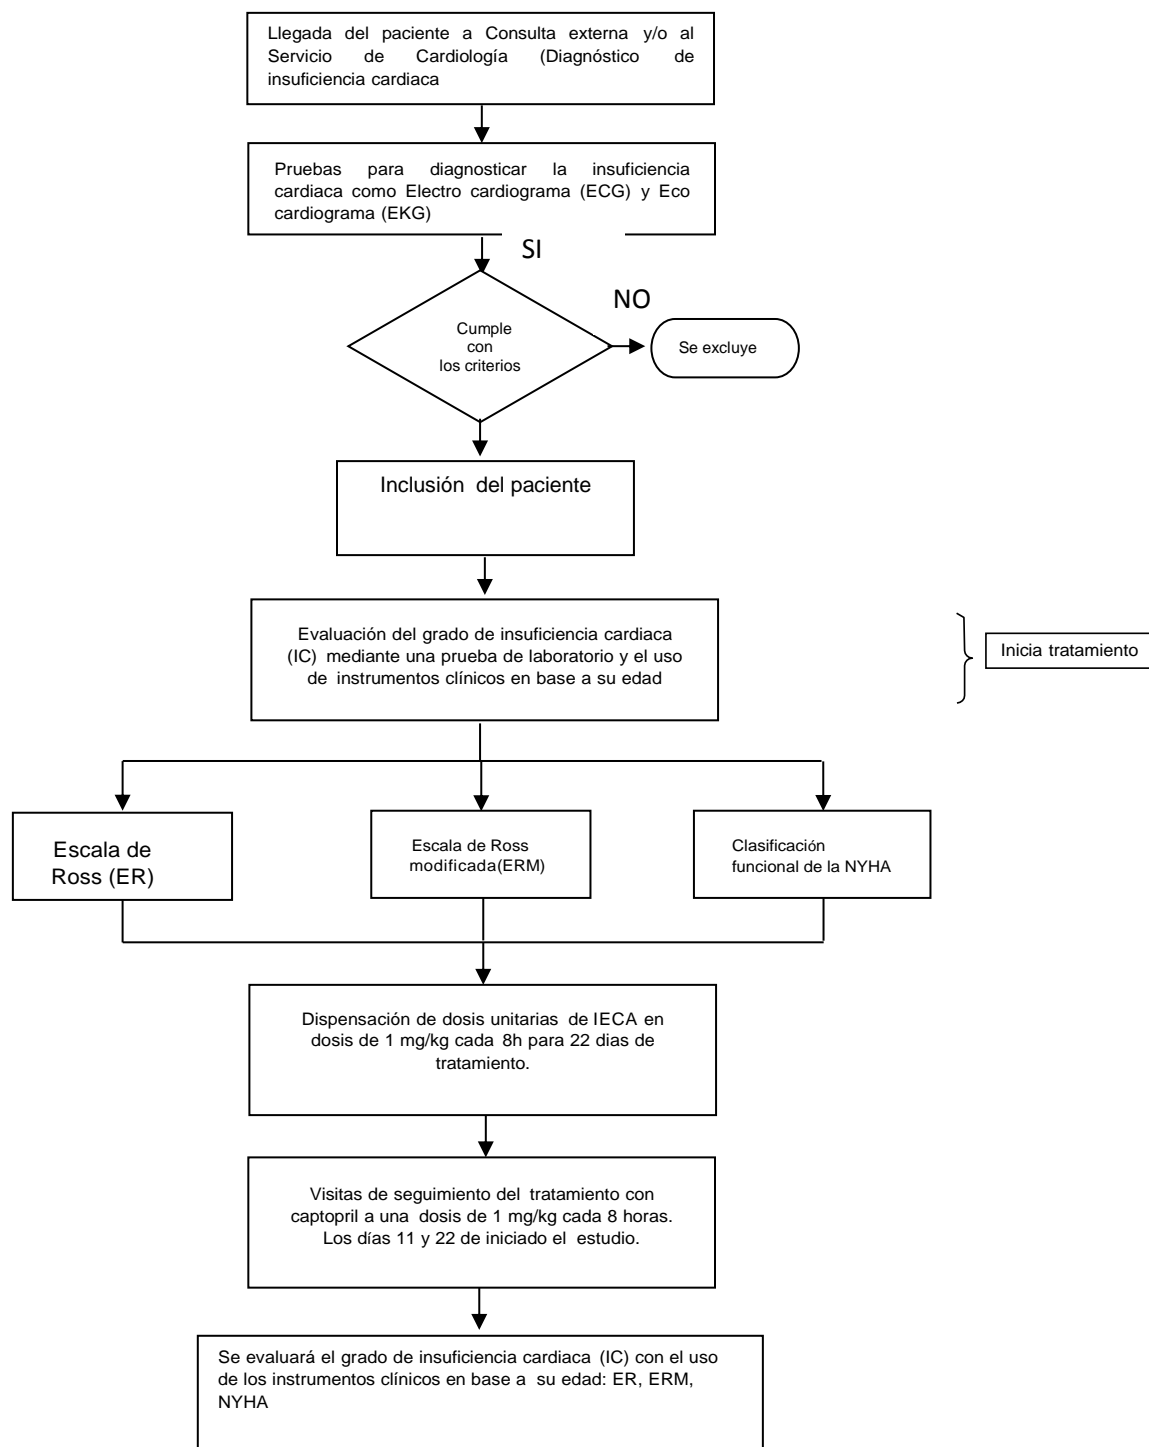 Llegada del paciente a Consulta externa y/o al
Servicio de Cardiología (Diagnóstico de
insuficiencia cardiaca
Pruebas para diagnosticar la insuficiencia
cardiaca como Electro cardiograma (ECG) y Eco
cardiograma (EKG)
SI
NO
Cumple
con
los criterios
Se excluye
Inclusión del paciente
Evaluación del grado de insuficiencia cardiaca
(IC) mediante una prueba de laboratorio y el uso
de instrumentos clínicos en base a su edad
Inicia tratamiento
Escala de
Ross (ER)
Escala de Ross
modificada(ERM)
Clasificación
funcional de la NYHA
Dispensación de dosis unitarias de IECA en
dosis de 1 mg/kg cada 8h para 22 dias de
tratamiento.
Visitas de seguimiento del tratamiento con
captopril a una dosis de 1 mg/kg cada 8 horas.
Los días 11 y 22 de iniciado el estudio.
Se evaluará el grado de insuficiencia cardiaca (IC) con el uso
de los instrumentos clínicos en base a su edad: ER, ERM,
NYHA